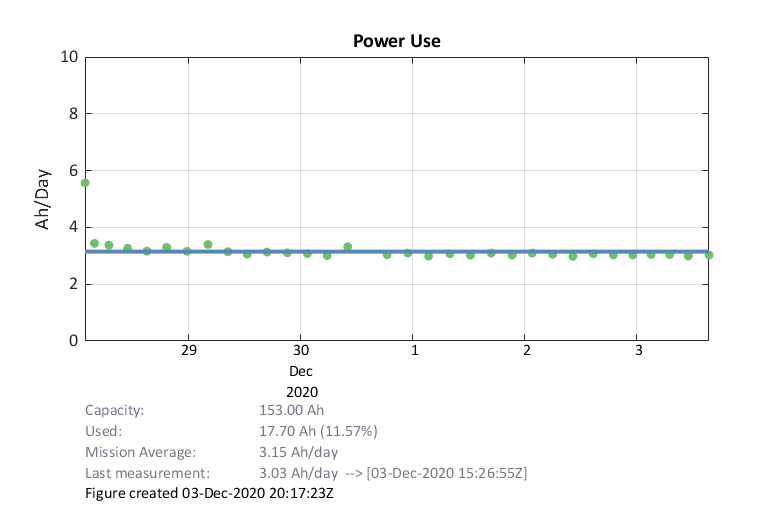 Power Use
10
8
6
4
2
0
Ah/Day
29 30 1 2 3
Dec
2020
Capacity: 153.00 Ah
Used: 17.70 Ah (11.57%)
Mission Average: 3.15 Ah/day
Last measurement: 3.03 Ah/day --> [03-Dec-2020 15:26:55Z]
Figure created 03-Dec-2020 20:17:23Z